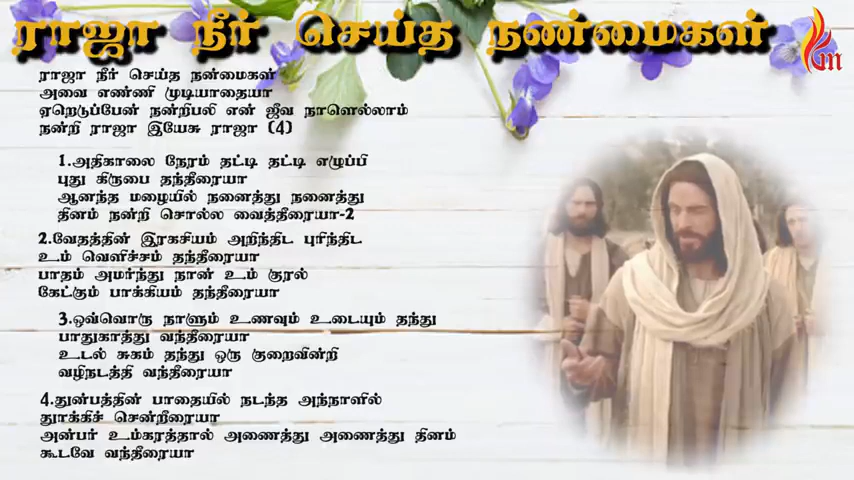 ராஜா நீர் செய்த நண்மைகள்
ராஜா நீர் செய்த நன்மைகள்
அவை எண்ணி முடியாதையா
ஏறெடுப்பேன் நன்றிபலி என் ஜீவ நாளெல்லாம்
நன்றி ராஜா இயேசு ராஜா (4)
1.அதிகாலை நேரம் தட்டி தட்டி எழுப்பி
புது கிருபை தந்தீரையா
ஆனந்த மழையில் நனைத்து நனைத்து
தினம் நன்றி சொல்ல வைத்தீரையா-2
2.வேதத்தின் இரகசியம் அறிந்திட புரிந்திட
உம் வெளிச்சம் தந்தீரையா
பாதம் அமர்ந்து நான் உம் குரல்
கேட்கும் பாக்கியம் தந்தீரையா
3.ஒவ்வொரு நாளும் உணவும் உடையும் தந்து
பாதுகாத்து வந்தீரையா
உடல் சுகம் தந்து ஒரு குறைவின்றி
வழிநடத்தி வந்தீரையா
4.துன்பத்தின் பாதையில் நடந்த அந்நாளில்
தூக்கிச் சென்றீரையா
அன்பர் உம்கரத்தால் அணைத்து அணைத்து தினம்
கூடவே வந்தீரையா